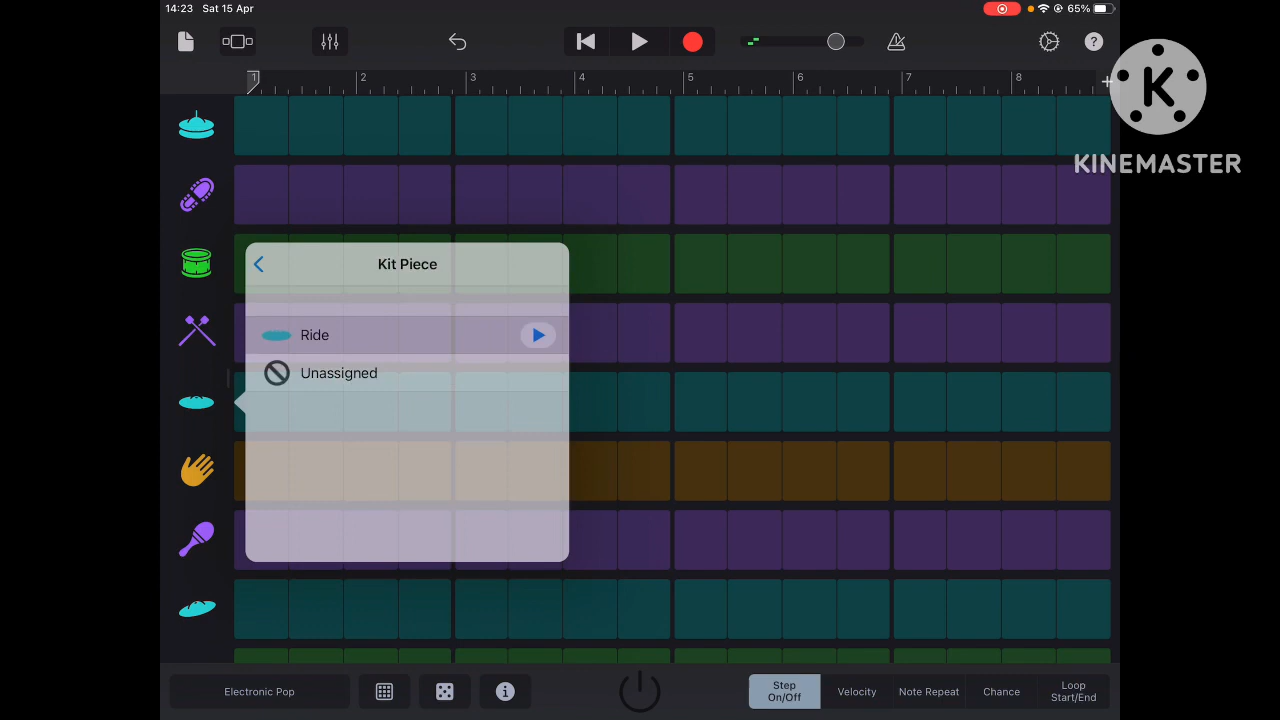 14:23 Sat 15 Apr
65%
1 2 3 4 5 6 7 8
K
KINEMASTER
Kit Piece
Ride
Unassigned
Electronic Pop
Step
On/Off
Velocity
Note Repeat
Chance
Loop
Start/End